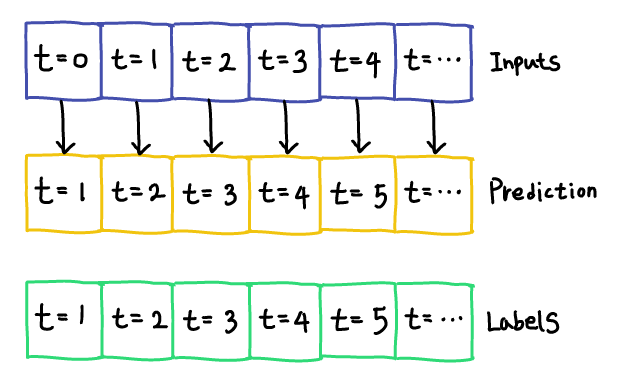 t=0 t=1 t=2 t=3 t=4 t=... Inputs
t=1 t=2 t=3 t=4 t=5 t=... Prediction
t=1 t=2 t=3 t=4 t=5 t=... Labels